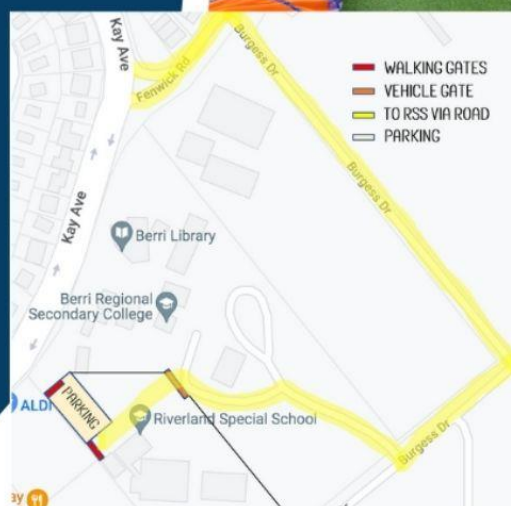 Kay Ave
Fenwick Rd
Burgess Dr
WALKING GATES
VEHICLE GATE
TO RSS VIA ROAD
PARKING
Burgess Dr
Kay Ave
Berri Library
Berri Regional
Secondary College
ALDI
PARKING
Riverland Special School
Burgess Dr
ay